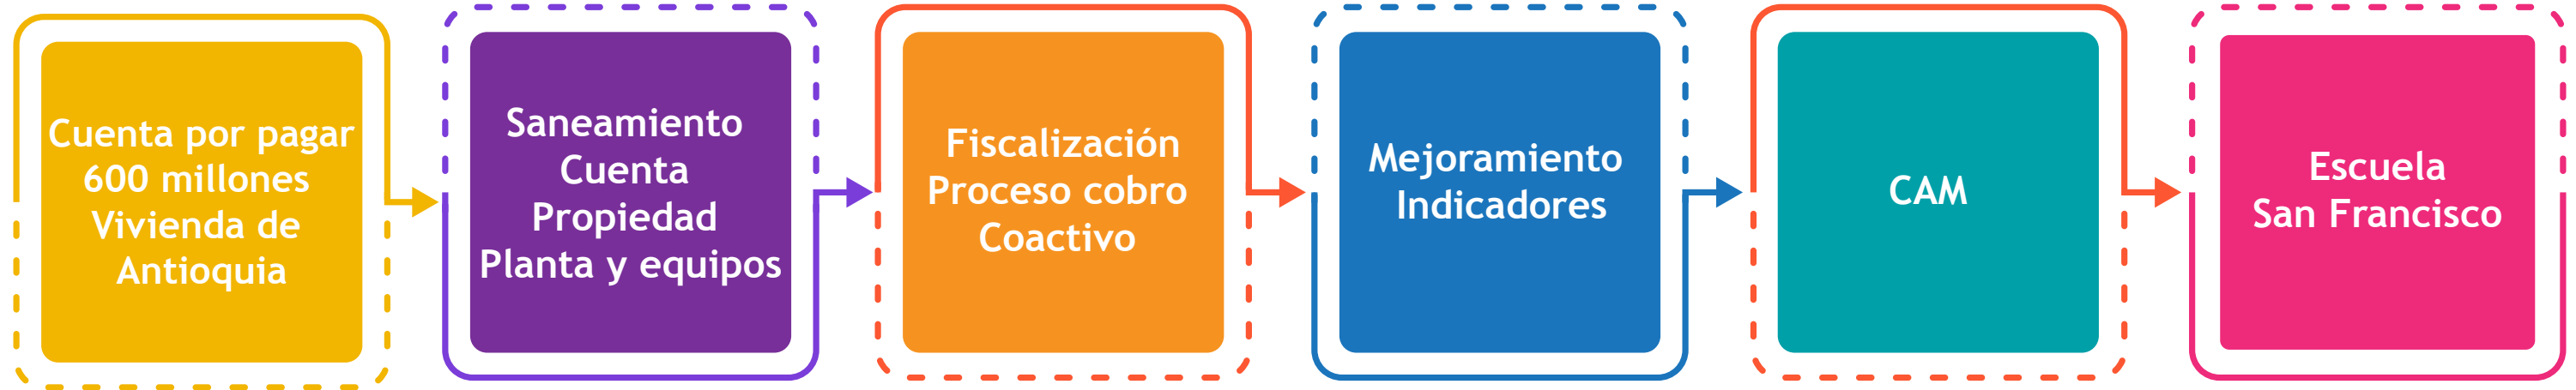 Cuenta por pagar
600 millones
Vivienda de
Antioquia
Saneamiento
Cuenta
Propiedad
Planta y equipos
Fiscalización
Proceso cobro
Coactivo
Mejoramiento
Indicadores
CAM
Escuela
San Francisco